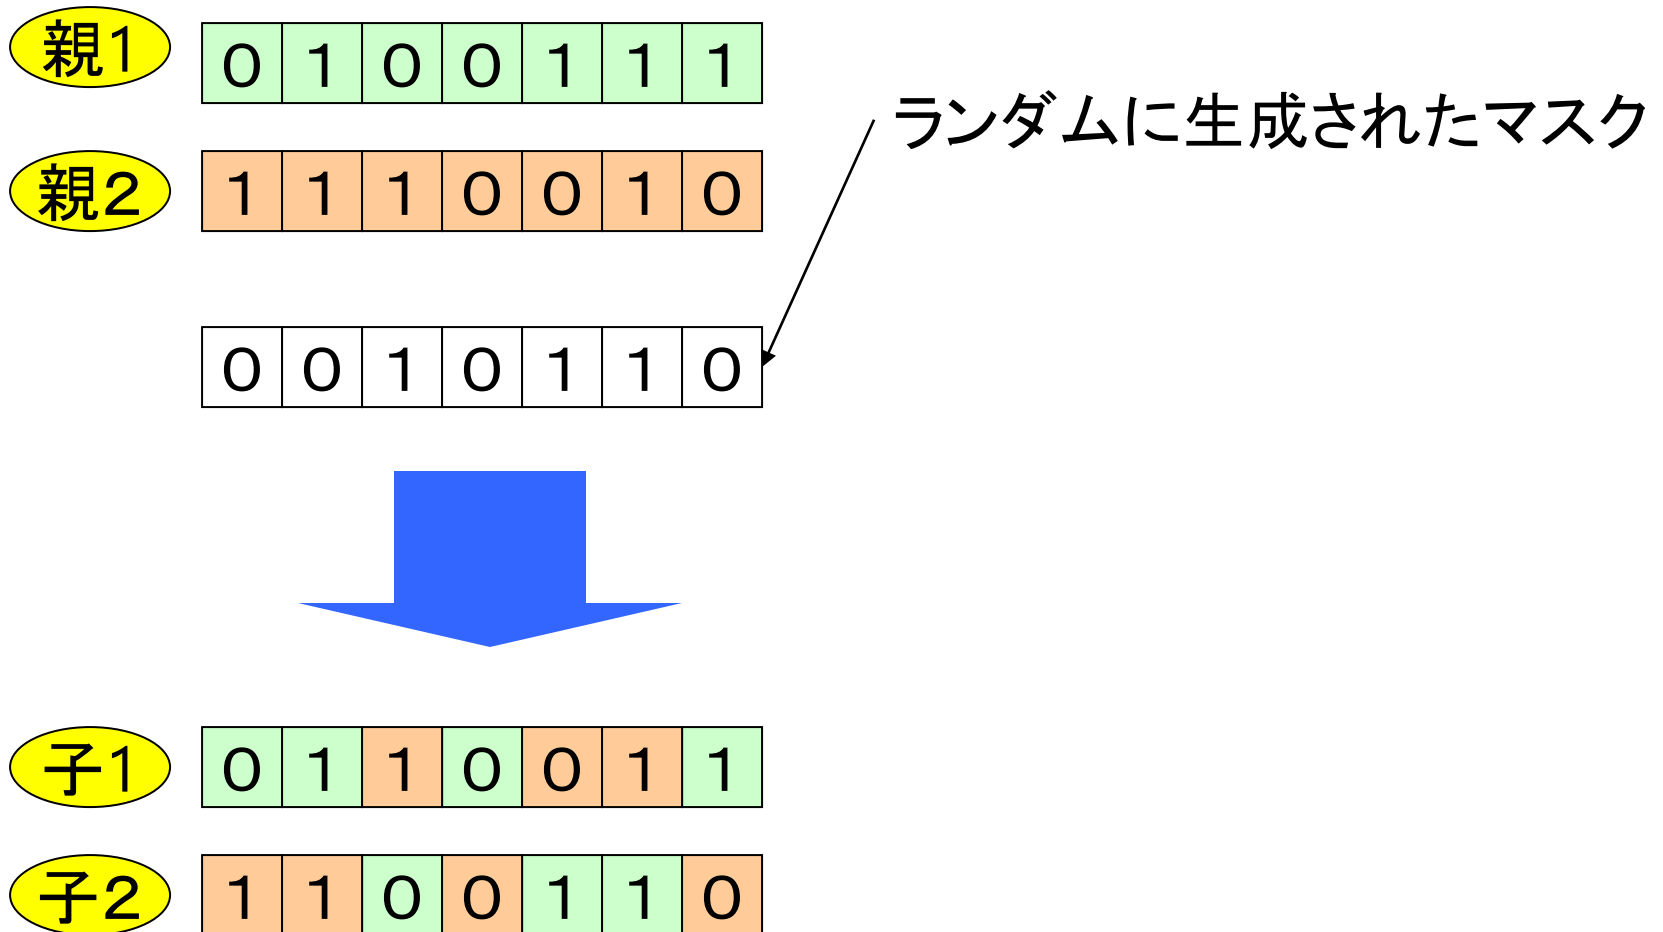 親1 0 1 0 0 1 1 1
ランダムに生成されたマスク
親2 1 1 1 0 0 1 0
0 0 1 0 1 1 0
子1 0 1 1 0 0 1 1
子2 1 1 0 0 1 1 0